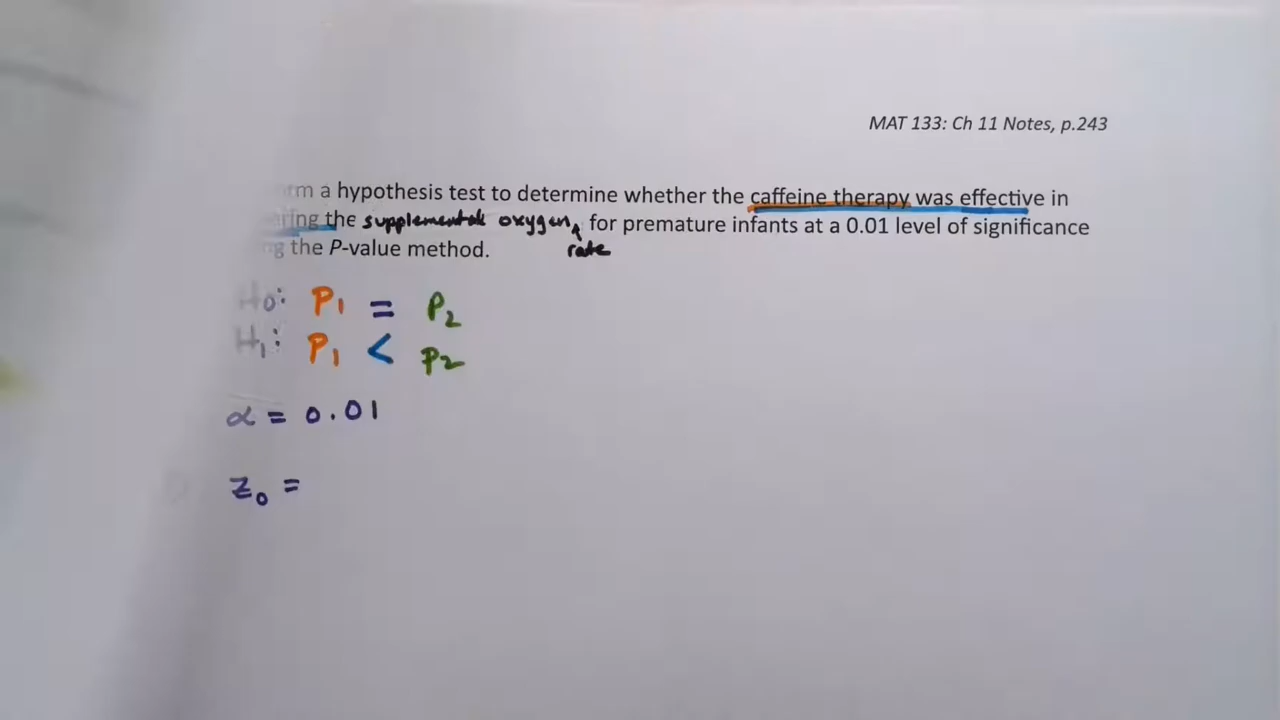 MAT 133: Ch 11 Notes, p.243
a hypothesis test to determine whether the caffeine therapy was effective in
the supplemental oxygen rate for premature infants at a 0.01 level of significance
the P-value method.
H0: P1 = P2
H1: P1 < P2
α = 0.01
z0 =